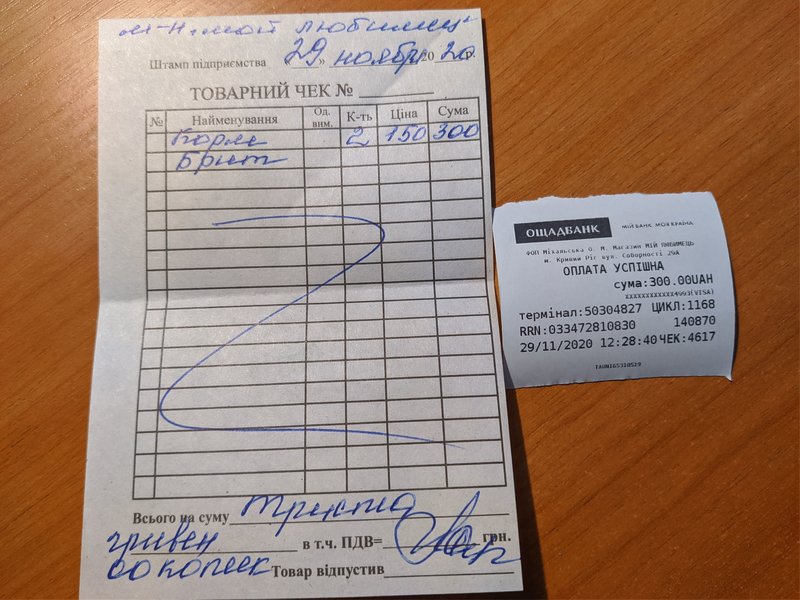 м-н "мой любимец"
Штамп підприємства «29» ноября 2020 р.
ТОВАРНИЙ ЧЕК №
№ Найменування Од. вим. К-ть Ціна Сума
Корм 2 150 300
Брит
Всього на суму триста
гривен в т.ч. ПДВ= грн.
00 копеек Товар відпустив
ОЩАДБАНК МІЙ БАНК МОЯ КРАЇНА
ФОП Міхальська О. М. Магазин МІЙ ЛЮБИМЕЦЬ
м. Кривий Ріг вул. Соборності 29А
ОПЛАТА УСПІШНА
сума:300.00UAH
XXXXXXXXXXXX4993(VISA)
термінал:50304827 ЦИКЛ:1168
RRN:033472810830 140870
29/11/2020 12:28:40 ЧЕК:4617